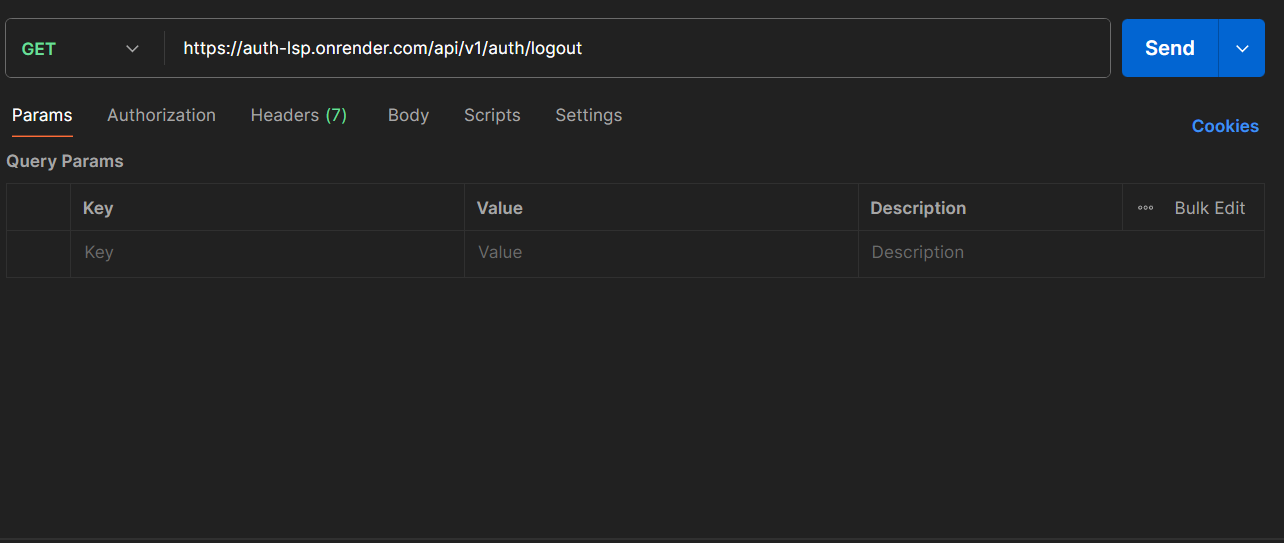 GET https://auth-lsp.onrender.com/api/v1/auth/logout Send
Params Authorization Headers (7) Body Scripts Settings Cookies
Query Params
Key Value Description Bulk Edit
Key Value Description